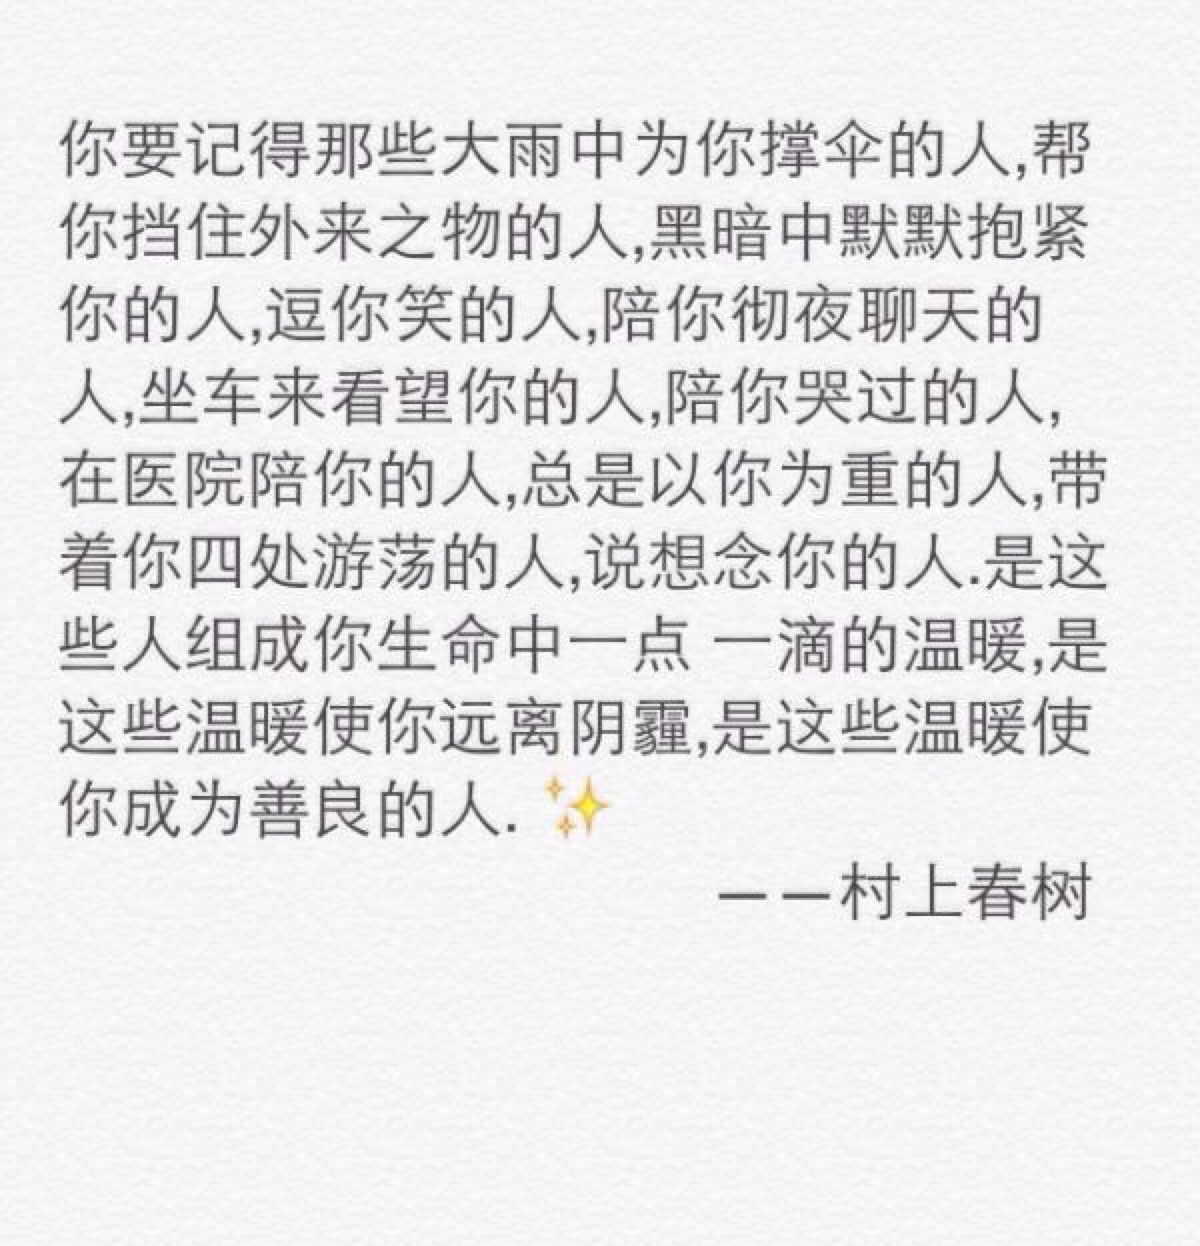 你要记得那些大雨中为你撑伞的人,帮
你挡住外来之物的人,黑暗中默默抱紧
你的人,逗你笑的人,陪你彻夜聊天的
人,坐车来看望你的人,陪你哭过的人,
在医院陪你的人,总是以你为重的人,带
着你四处游荡的人,说想念你的人.是这
些人组成你生命中一点 一滴的温暖,是
这些温暖使你远离阴霾,是这些温暖使
你成为善良的人. ✨
——村上春树